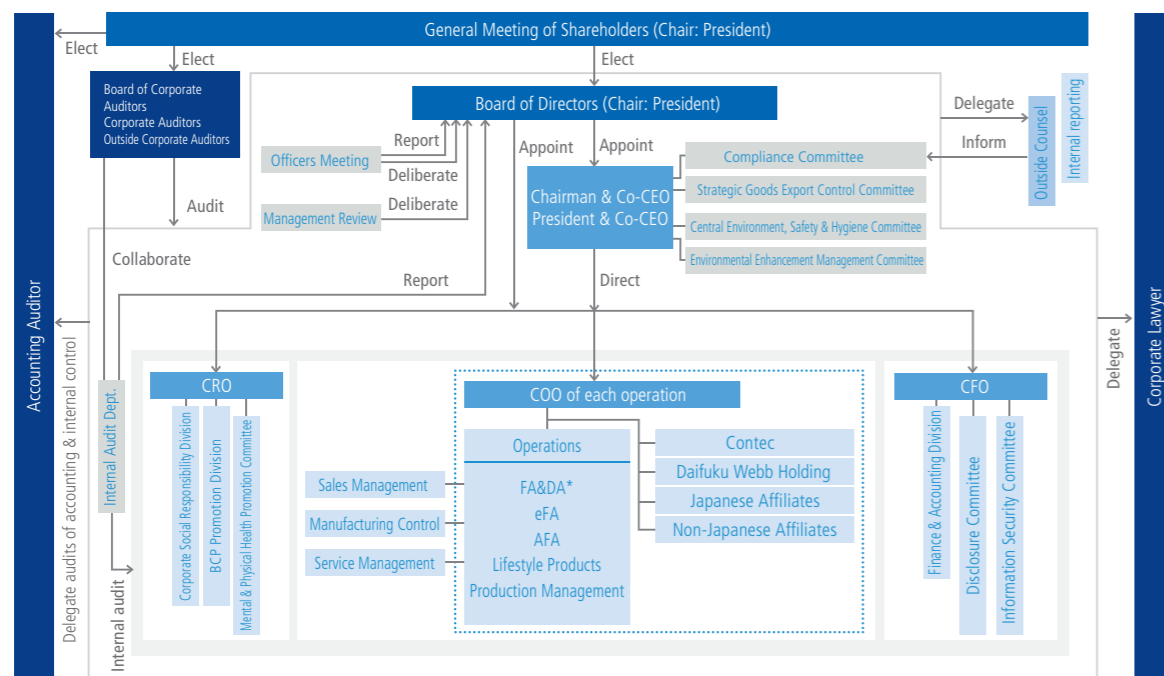 General Meeting of Shareholders (Chair: President)
Elect
Elect
Elect
Board of Corporate
Auditors
Corporate Auditors
Outside Corporate Auditors
Board of Directors (Chair: President)
Delegate
Inform
Outside Counsel
Internal reporting
Officers Meeting
Report
Deliberate
Management Review
Deliberate
Appoint
Appoint
Chairman & Co-CEO
President & Co-CEO
Compliance Committee
Strategic Goods Export Control Committee
Central Environment, Safety & Hygiene Committee
Environmental Enhancement Management Committee
Audit
Collaborate
Report
Direct
Accounting Auditor
Delegate audits of accounting & internal control
Internal Audit Dept.
Internal audit
Delegate
Corporate Lawyer
CRO
Corporate Social Responsibility Division
BCP Promotion Division
Mental & Physical Health Promotion Committee
COO of each operation
Operations
FA&DA*
eFA
AFA
Lifestyle Products
Production Management
Sales Management
Manufacturing Control
Service Management
Contec
Daifuku Webb Holding
Japanese Affiliates
Non-Japanese Affiliates
CFO
Finance & Accounting Division
Disclosure Committee
Information Security Committee